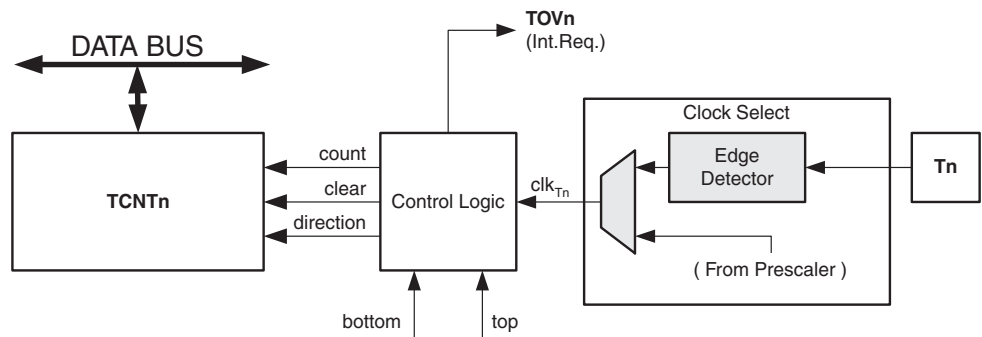 TOVn
(Int.Req.)
DATA BUS
Clock Select
count
Edge
Detector
Tn
TCNTn
clear
Control Logic
clkTn
direction
( From Prescaler )
bottom
top